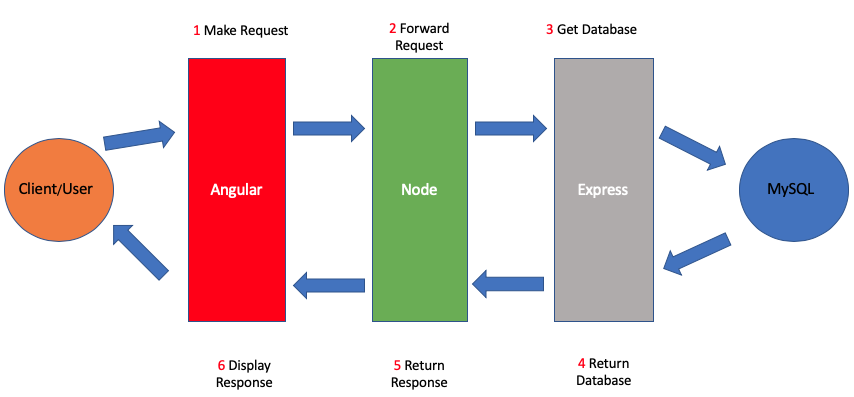 1 Make Request
2 Forward
Request
3 Get Database
Client/User
Angular
Node
Express
MySQL
6 Display
Response
5 Return
Response
4 Return
Database